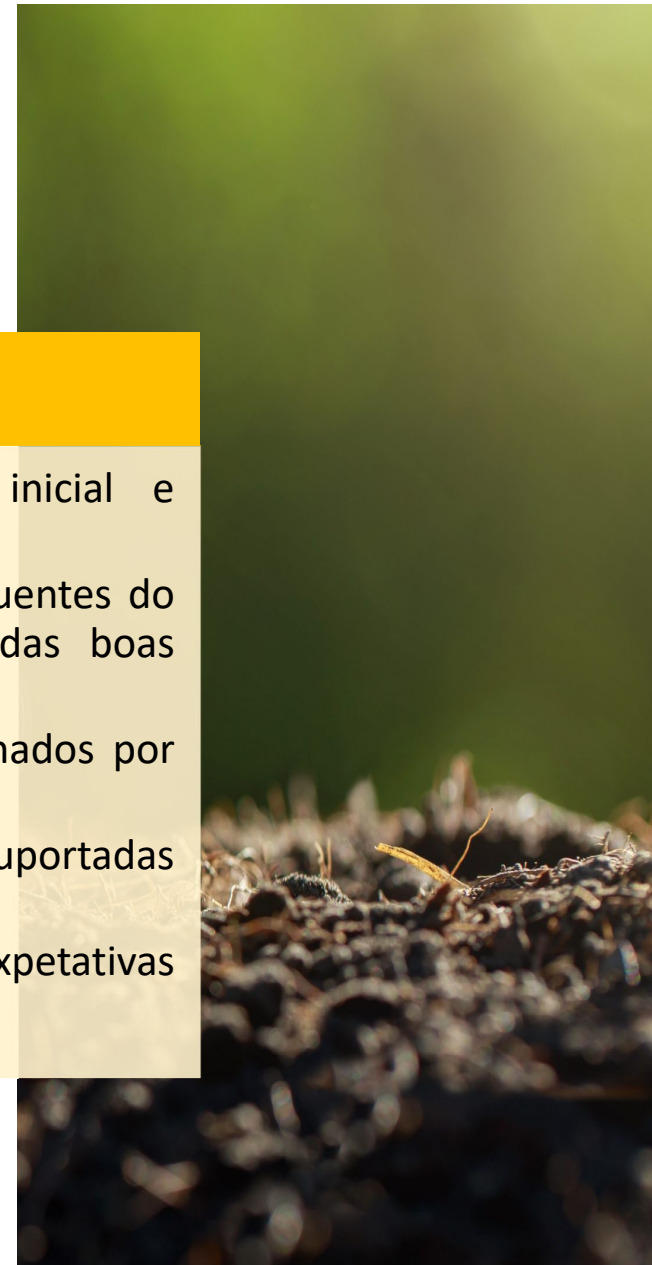 inicial e
uentes do
das boas
nados por
uportadas
xpetativas